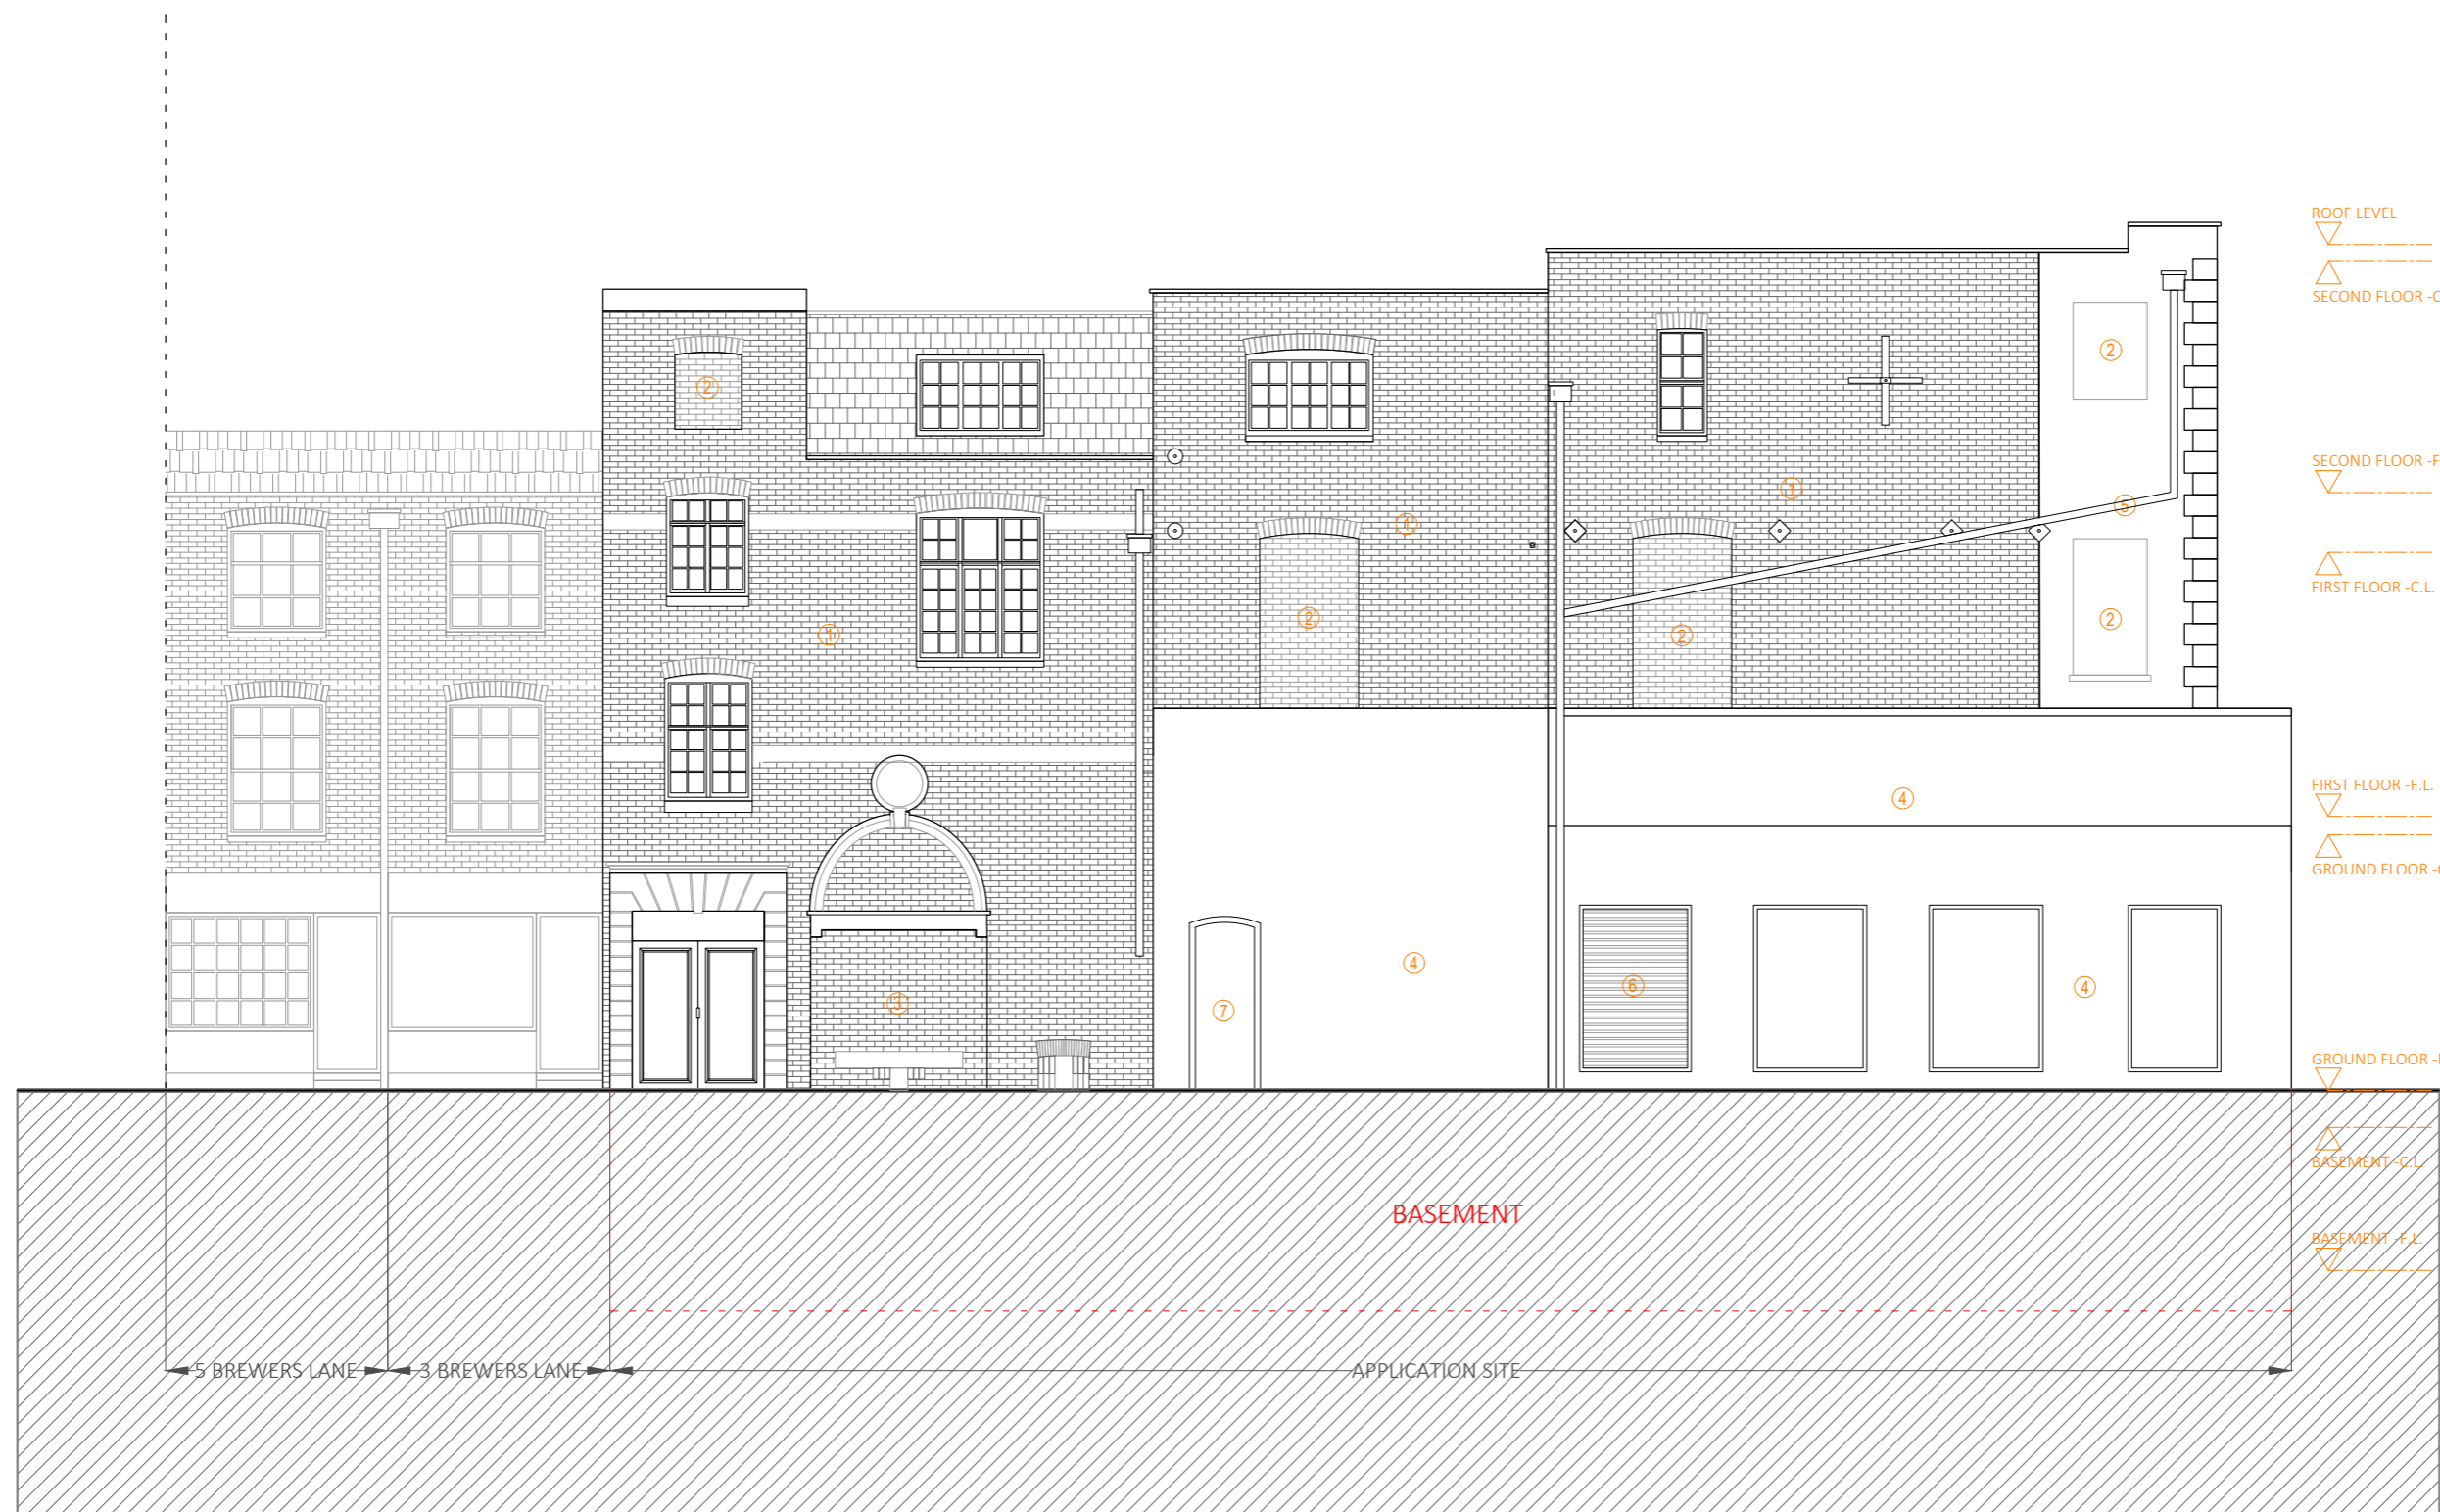 ROOF LEVEL
SECOND FLOOR -C
2
2
SECOND FLOOR -F
1
5
1
FIRST FLOOR -C.L.
2
2
2
1
FIRST FLOOR -F.L.
4
GROUND FLOOR -
4
6
4
3
7
GROUND FLOOR -
BASEMENT -C.L.
BASEMENT
BASEMENT -F.L.
5 BREWERS LANE
3 BREWERS LANE
APPLICATION SITE